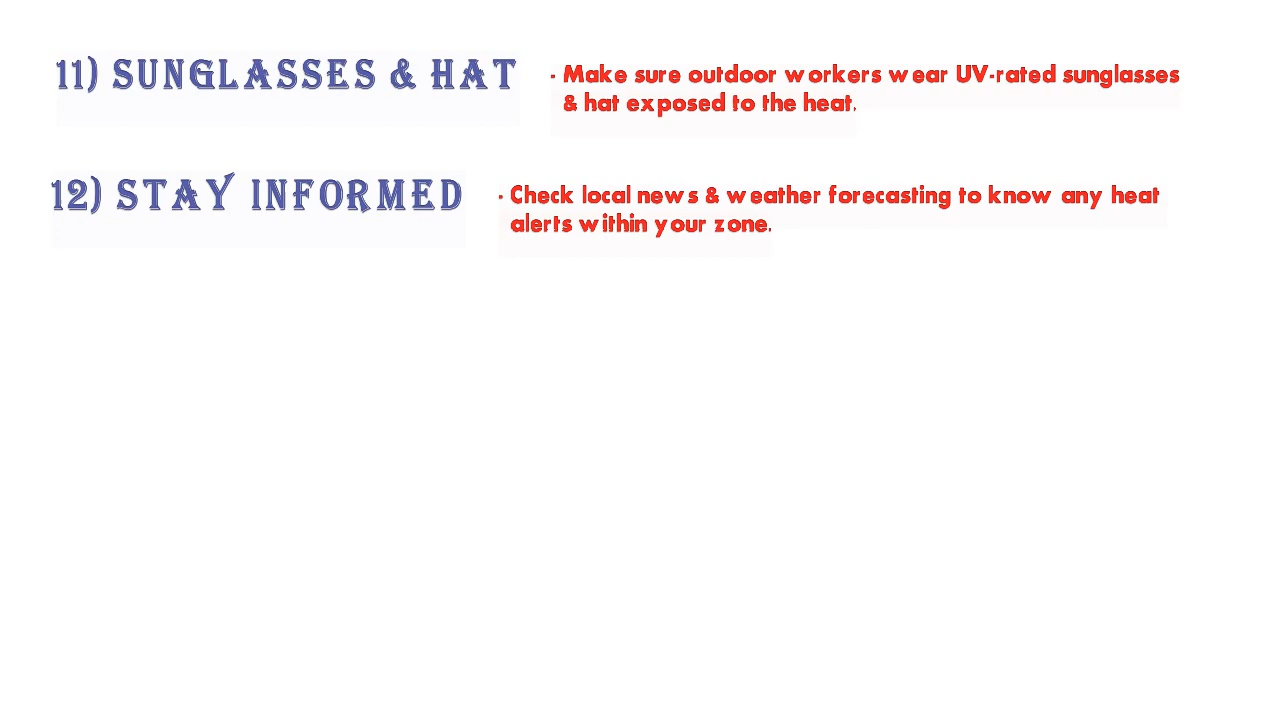 11) SUNGLASSES & HAT
- Make sure outdoor workers wear UV-rated sunglasses
& hat exposed to the heat.
12) STAY INFORMED
- Check local news & weather forecasting to know any heat
alerts within your zone.